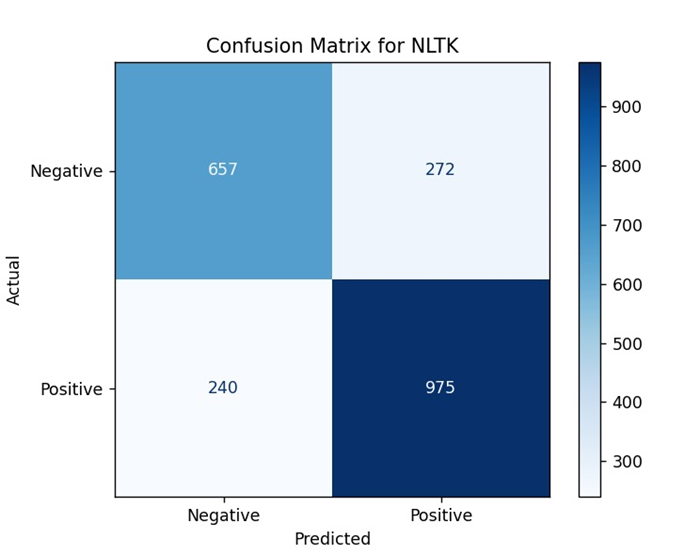 Confusion Matrix for NLTK
Actual
Negative
657
272
Positive
240
975
Negative
Positive
Predicted
900
800
700
600
500
400
300